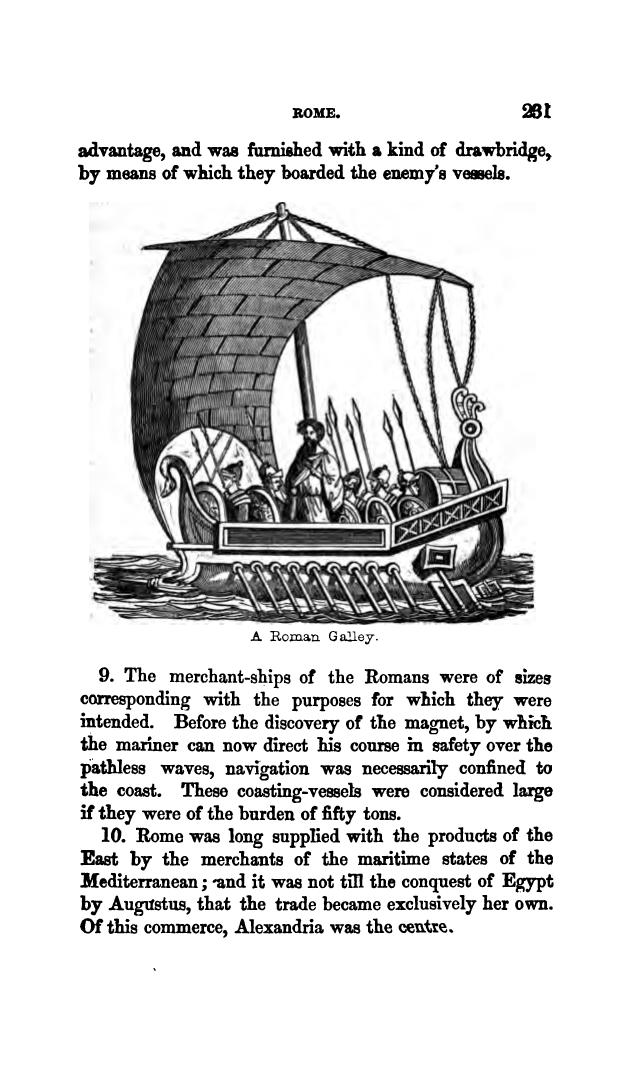 ROME. 231
advantage, and was furnished with a kind of drawbridge,
by means of which they boarded the enemy's vessels.
A Roman Galley.
9. The merchant-ships of the Romans were of sizes
corresponding with the purposes for which they were
intended. Before the discovery of the magnet, by which
the mariner can now direct his course in safety over the
pathless waves, navigation was necessarily confined to
the coast. These coasting-vessels were considered large
if they were of the burden of fifty tons.
10. Rome was long supplied with the products of the
East by the merchants of the maritime states of the
Mediterranean; and it was not till the conquest of Egypt
by Augustus, that the trade became exclusively her own.
Of this commerce, Alexandria was the centre.